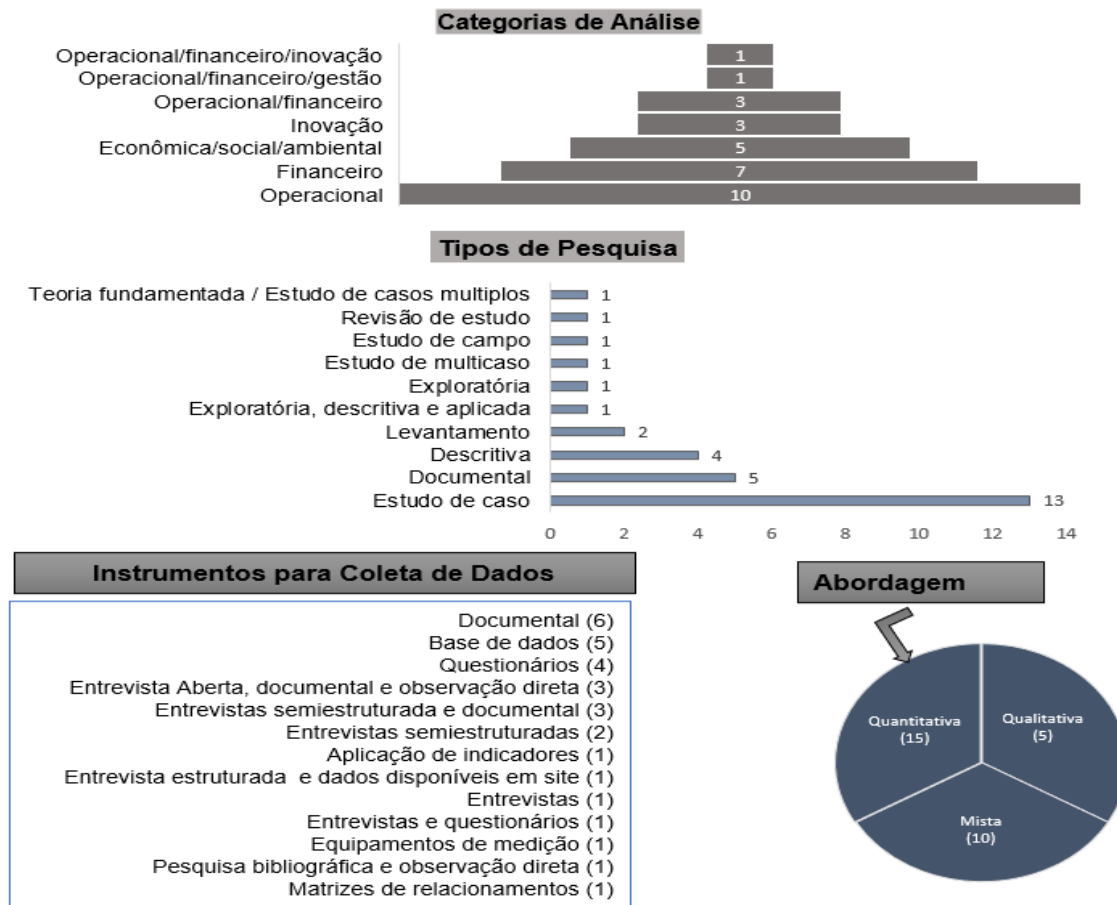 Categorias de Análise
Operacional/financeiro/inovação 1
Operacional/financeiro/gestão 1
Operacional/financeiro 3
Inovação 3
Econômica/social/ambiental 5
Financeiro 7
Operacional 10
Tipos de Pesquisa
Teoria fundamentada / Estudo de casos multiplos 1
Revisão de estudo 1
Estudo de campo 1
Estudo de multicaso 1
Exploratória 1
Exploratória, descritiva e aplicada 1
Levantamento 2
Descritiva 4
Documental 5
Estudo de caso 13
0 2 4 6 8 10 12 14
Instrumentos para Coleta de Dados
Documental (6)
Base de dados (5)
Questionários (4)
Entrevista Aberta, documental e observação direta (3)
Entrevistas semiestruturada e documental (3)
Entrevistas semiestruturadas (2)
Aplicação de indicadores (1)
Entrevista estruturada e dados disponíveis em site (1)
Entrevistas (1)
Entrevistas e questionários (1)
Equipamentos de medição (1)
Pesquisa bibliográfica e observação direta (1)
Matrizes de relacionamentos (1)
Abordagem
Quantitativa
(15)
Qualitativa
(5)
Mista
(10)